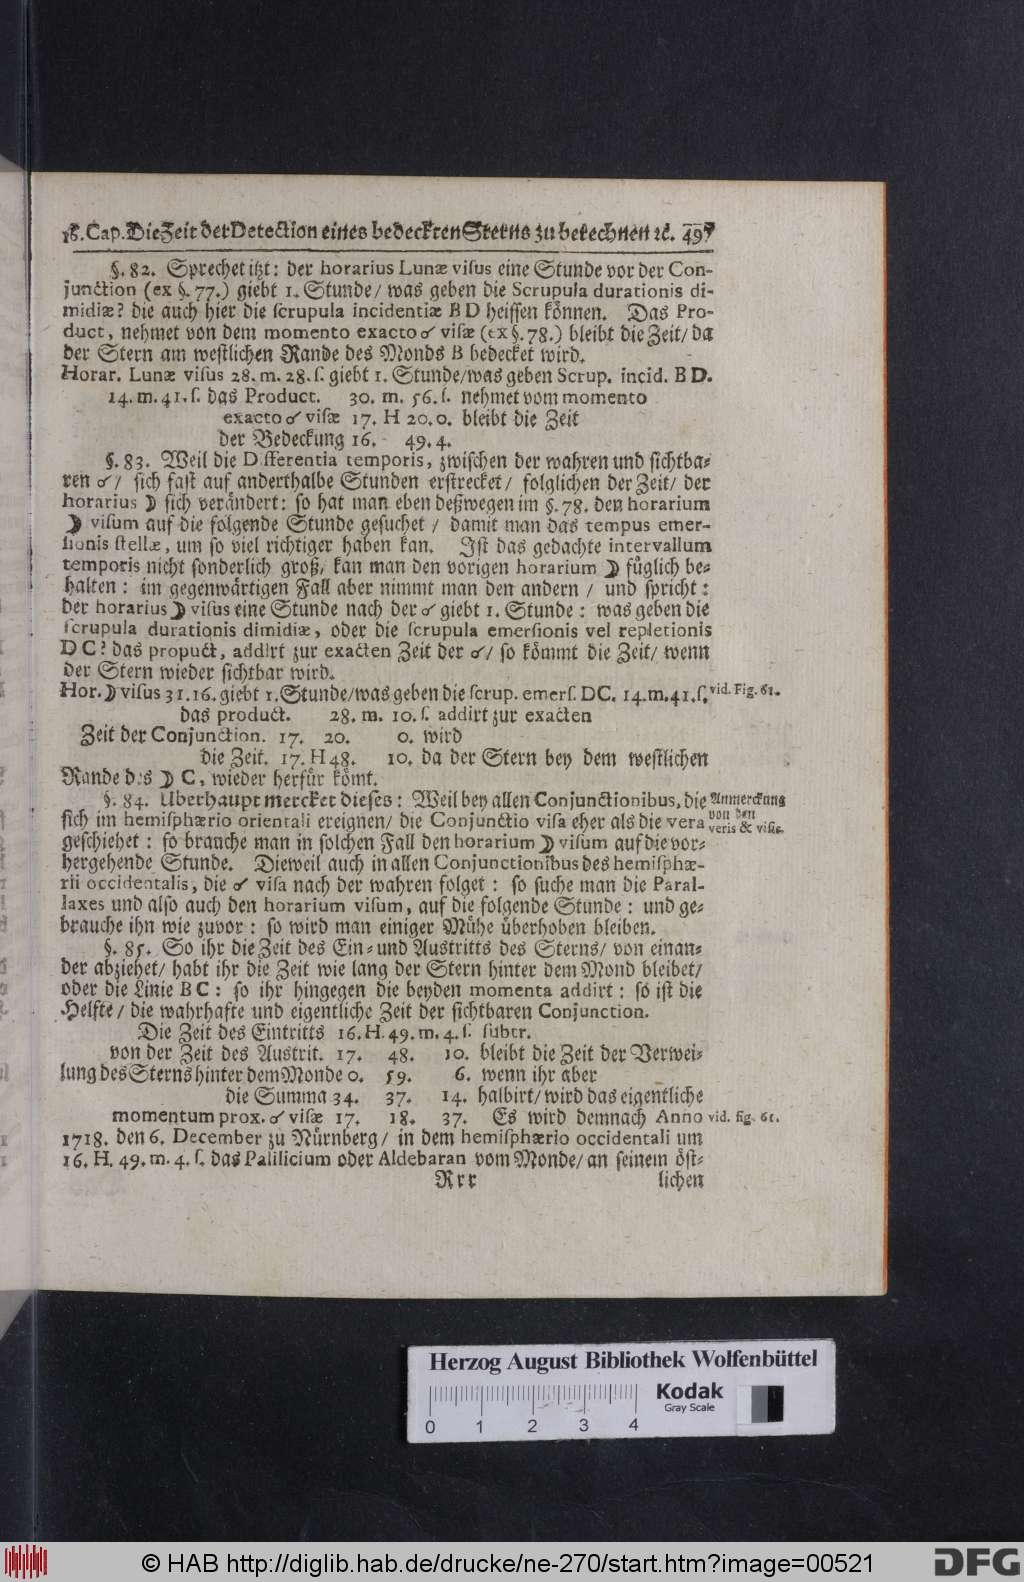 18. Cap. Die Zeit der Detection eines bedeckten Sterns zu berechnen ꝛc. 497
§. 82. Sprechet itzt: der horarius Lunæ visus eine Stunde vor der Con-
junction (ex §. 77.) giebt 1. Stunde/ was geben die Scrupula durationis di-
midiæ? die auch hier die scrupula incidentiæ B D heissen können. Das Pro-
duct, nehmet von dem momento exacto ☌ visæ (ex §. 78.) bleibt die Zeit/ da
der Stern am westlichen Rande des Monds B bedecket wird.
Horar. Lunæ visus 28. m. 28. s. giebt 1. Stunde/was geben Scrup. incid. B D.
14. m. 41. s. das Product. 30. m. 56. s. nehmet vom momento
exacto ☌ visæ 17. H 20. 0. bleibt die Zeit
der Bedeckung 16. 49. 4.
§. 83. Weil die Differentia temporis, zwischen der wahren und sichtba-
ren ☌/ sich fast auf anderthalbe Stunden erstrecket/ folglichen der Zeit/ der
horarius ☽ sich verändert: so hat man eben deßwegen im §. 78. den horarium
☽ visum auf die folgende Stunde gesuchet / damit man das tempus emer-
sionis stellæ, um so viel richtiger haben kan. Ist das gedachte intervallum
temporis nicht sonderlich groß, kan man den vorigen horarium ☽ füglich be-
halten: im gegenwärtigen Fall aber nimmt man den andern / und spricht:
der horarius ☽ visus eine Stunde nach der ☌ giebt 1. Stunde: was geben die
scrupula durationis dimidiæ, oder die scrupula emersionis vel repletionis
D C? das propuct, addirt zur exacten Zeit der ☌/ so kömmt die Zeit/ wenn
der Stern wieder sichtbar wird.
Hor. ☽ visus 31. 16. giebt 1. Stunde/was geben die scrup. emers. DC. 14. m. 41. s. vid. Fig. 61.
das product. 28. m. 10. s. addirt zur exacten
Zeit der Conjunction. 17. 20. 0. wird
die Zeit. 17. H 48. 10. da der Stern bey dem westlichen
Rande des ☽ C, wieder herfür kömt.
§. 84. Uberhaupt mercket dieses: Weil bey allen Conjunctionibus, die Anmerckung
sich im hemisphærio orientali ereignen/ die Conjunctio visa eher als die vera von den
veris & visis.
geschiehet: so brauche man in solchen Fall den horarium ☽ visum auf die vor-
hergehende Stunde. Dieweil auch in allen Conjunctionibus des hemisphæ-
rii occidentalis, die ☌ visa nach der wahren folget: so suche man die Paral-
laxes und also auch den horarium visum, auf die folgende Stunde: und ge-
brauche ihn wie zuvor: so wird man einiger Mühe überhoben bleiben.
§. 85. So ihr die Zeit des Ein- und Austritts des Sterns/ von einan-
der abziehet/ habt ihr die Zeit wie lang der Stern hinter dem Mond bleibet/
oder die Linie B C: so ihr hingegen die beyden momenta addirt: so ist die
Helfte/ die wahrhafte und eigentliche Zeit der sichtbaren Conjunction.
Die Zeit des Eintritts 16. H. 49. m. 4. s. subtr.
von der Zeit des Austrit. 17. 48. 10. bleibt die Zeit der Verwei-
lung des Sterns hinter dem Monde 0. 59. 6. wenn ihr aber
die Summa 34. 37. 14. halbirt/ wird das eigentliche
momentum prox. ☌ visæ 17. 18. 37. Es wird demnach Anno vid. fig. 61.
1718. den 6. December zu Nürnberg/ in dem hemisphærio occidentali um
16. H. 49. m. 4. s. das Palilicium oder Aldebaran vom Monde/ an seinem öst-
Rrr lichen
Herzog August Bibliothek Wolfenbüttel
0 1 2 3 4
Kodak
Gray Scale
© HAB http://diglib.hab.de/drucke/ne-270/start.htm?image=00521
DFG